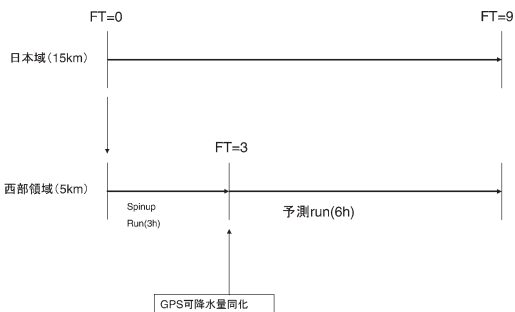 FT=0
FT=9
日本域(15km)
FT=3
西部領域(5km)
Spinup
Run(3h)
予測run(6h)
GPS可降水量同化